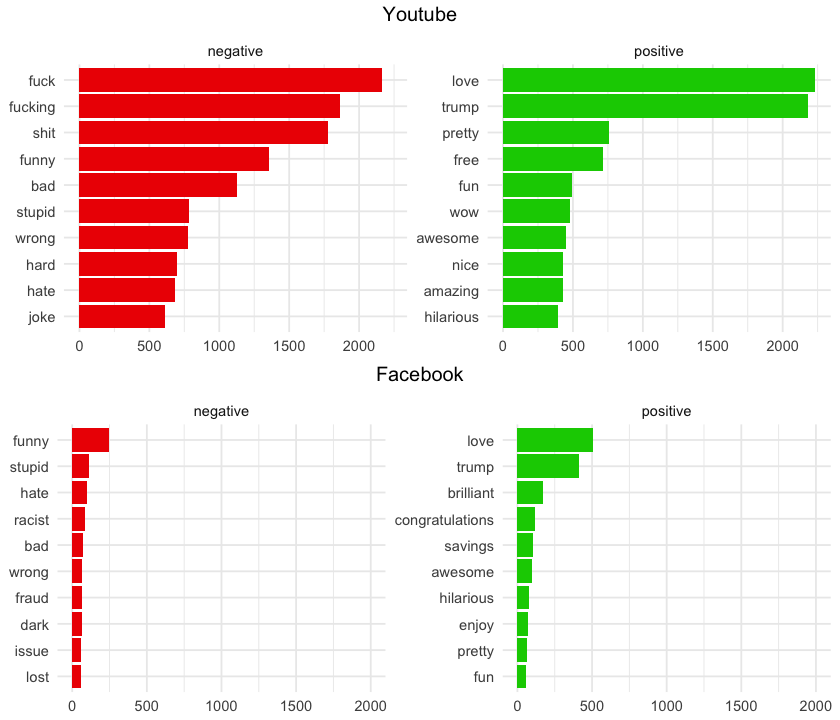 Youtube
negative
positive
fuck
fucking
shit
funny
bad
stupid
wrong
hard
hate
joke
0 500 1000 1500 2000
love
trump
pretty
free
fun
wow
awesome
nice
amazing
hilarious
0 500 1000 1500 2000
Facebook
negative
positive
funny
stupid
hate
racist
bad
wrong
fraud
dark
issue
lost
0 500 1000 1500 2000
love
trump
brilliant
congratulations
savings
awesome
hilarious
enjoy
pretty
fun
0 500 1000 1500 2000